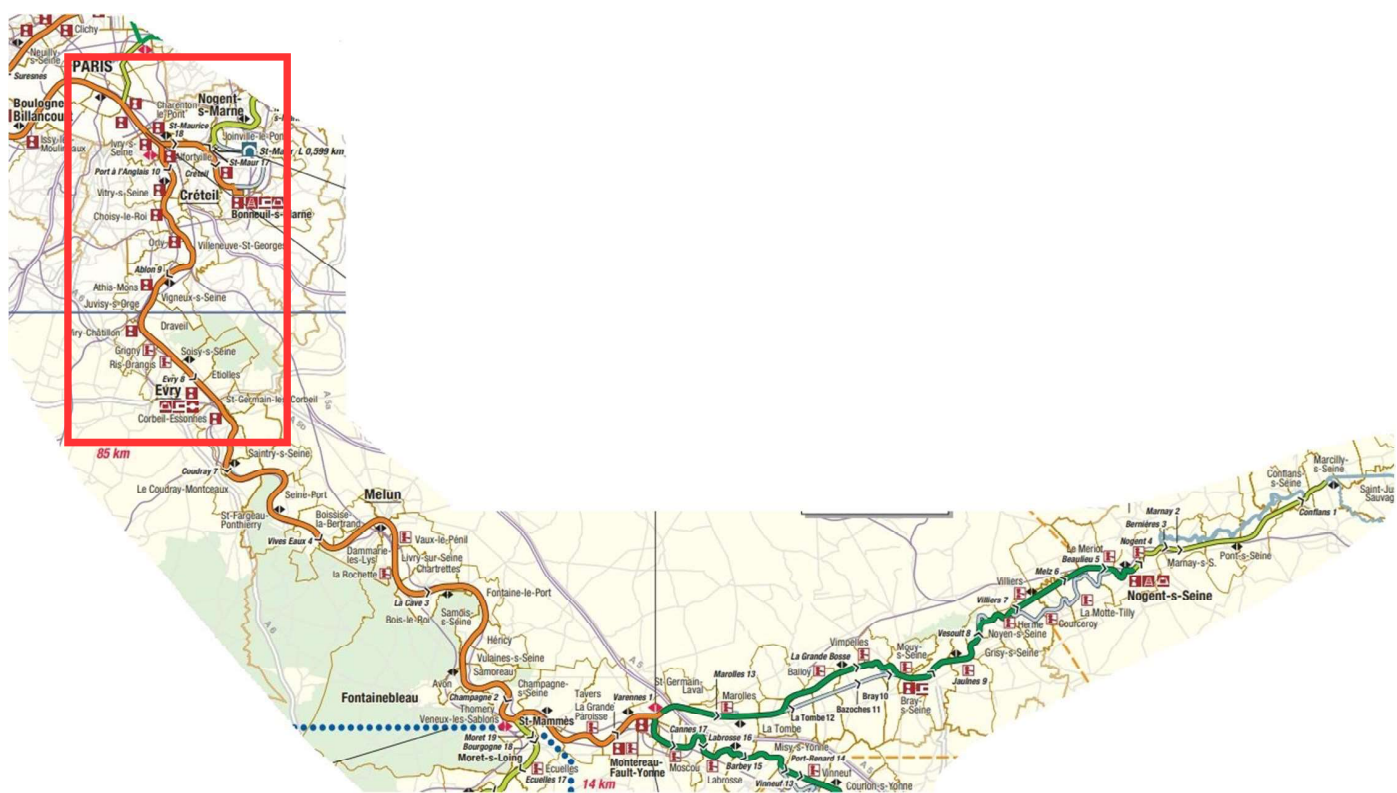 Clichy
Neuilly-
s-Seine
Suresnes
PARIS
Boulogne
Billancourt
Charenton
le Pont
Nogent-
s-Marne
St-Maurice
18
Joinville-le-Pon
St-Maur L 0,599 km
Ivry-s-
Seine
Alfortville
St-Maur 17
Port à l'Anglais 10
Créteil
Vitry-s-Seine
Créteil
Choisy-le-Roi
Bonneuil-s-Marne
Orly
Villeneuve-St-Georges
Ablon 9
Athis-Mons
A 6
Vigneux-s-Seine
Juvisy-s-Orge
Draveil
iry-Châtillon
Grigny
Soisy-s-Seine
Ris-Orangis
Etiolles
Evry 8
Evry
St-Germain-les-Corbeil
A 5a
Corbeil-Essonnes
85 km
Saintry-s-Seine
Coudray 7
Le Coudray-Montceaux
Seine-Port
Melun
St-Fargeau-
Ponthierry
Boissise-
la-Bertrand
Vives Eaux 4
Vaux-le-Pénil
Dammarie-
les-Lys
Livry-sur-Seine
Chartrettes
la Rochette
La Cave 3
Fontaine-le-Port
Bois-le-Roi
Samois-
s-Seine
A 6
Héricy
Vulaines-s-Seine
Samoreau
Avon
Fontainebleau
Champagne 2
Champagne-
s-Seine
Thomery
Veneux-les-Sablons
St-Mammès
Tavers
La Grande
Paroisse
Varennes 1
Moret 19
Bourgogne 18
Moret-s-Loing
Ecuelles
Ecuelles 17
14 km
Montereau-
Fault-Yonne
A 5
St-Germain-
Laval
Marolles 13
Marolles
Cannes 17
Labrosse 16
Moscou
Barbey 15
Labrosse
Misy-s-Yonne
Port-Renard 14
Vinneuf
Vinneuf 13
A 5
Courlon-s-Yonne
La Tombe
La Tombe 12
Bazoches 11
Bray 10
Balloy
La Grande Bosse
Vimpelles
Mouy-
s-Seine
Bray-
s-Seine
Jaulnes 9
Vesoult 8
Grisy-s-Seine
Noyen-s-Seine
Villiers 7
Villiers
Hermé
Courceroy
La Motte-Tilly
Melz 6
Le Meriot
Beaulieu 5
Nogent 4
Bernières 3
Marnay 2
Nogent-s-Seine
Marnay-s-S.
Pont-s-Seine
Conflans 1
Conflans-
s-Seine
Marcilly-
s-Seine
Saint-Ju
Sauvag